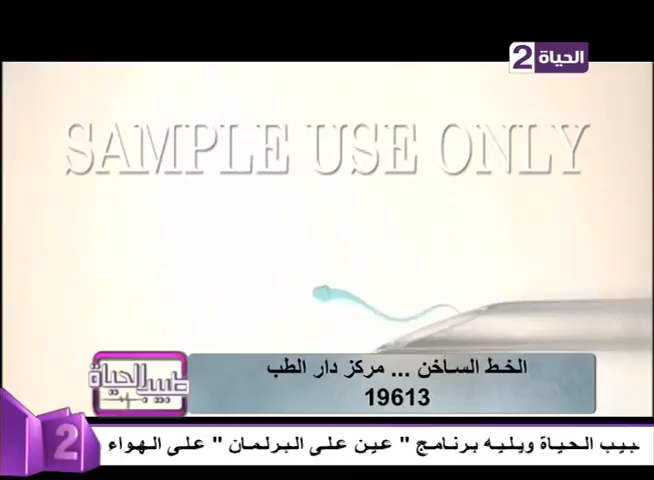 الحياة 2
SAMPLE USE ONLY
طبيب الحياة
الخط الساخن ... مركز دار الطب
19613
2
حبيب الحياة ويليه برنامج " عين على البرلمان " على الهواء